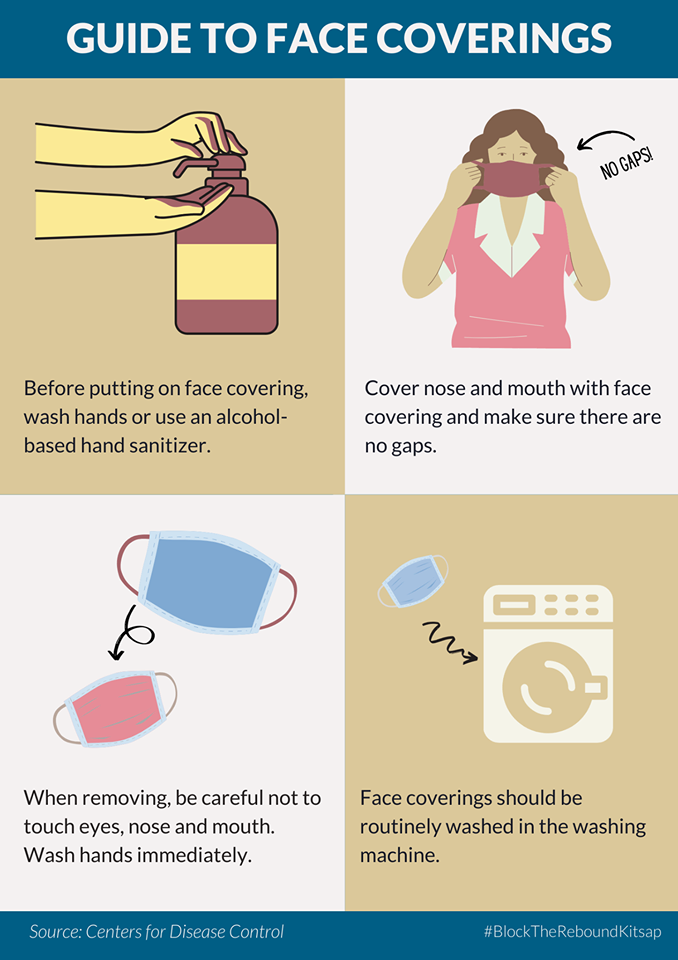 GUIDE TO FACE COVERINGS
NO GAPS!
Before putting on face covering,
wash hands or use an alcohol-
based hand sanitizer.
Cover nose and mouth with face
covering and make sure there are
no gaps.
When removing, be careful not to
touch eyes, nose and mouth.
Wash hands immediately.
Face coverings should be
routinely washed in the washing
machine.
Source: Centers for Disease Control
#BlockTheReboundKitsap